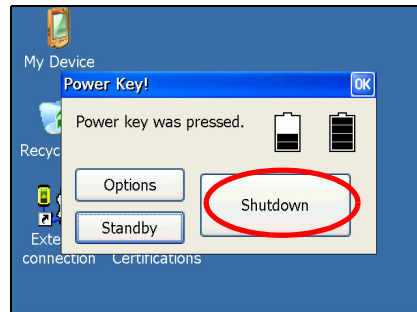 My Device
Power Key!
OK
Power key was pressed.
Recyc
Options
Shutdown
Standby
Exte
connection Certifications